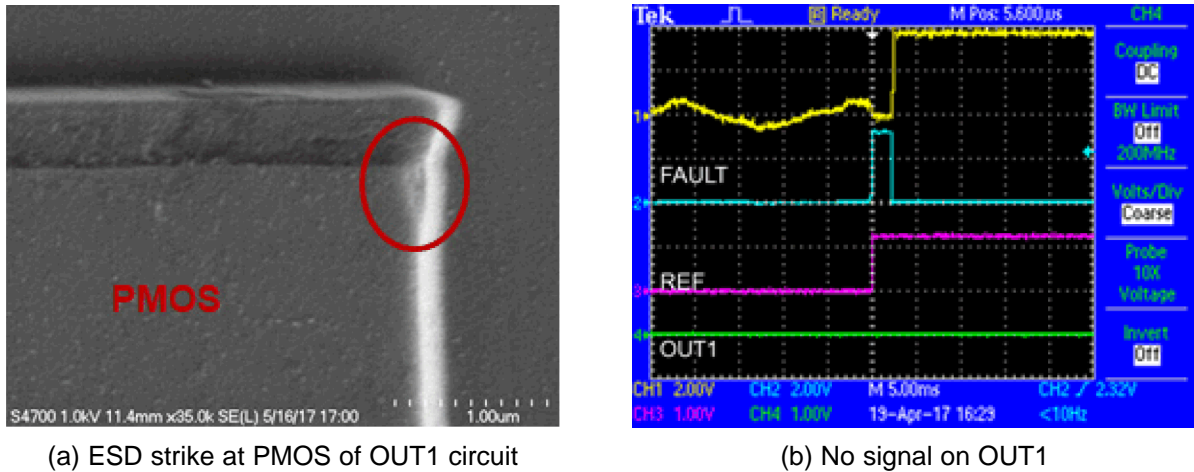 PMOS
S4700 1.0kV 11.4mm x35.0k SE(L) 5/16/17 17:00
1.00um
(a) ESD strike at PMOS of OUT1 circuit
Tek
Ready
M Pos: 5.600us
CH4
Coupling
DC
BW Limit
Off
200MHz
Volts/Div
Coarse
Probe
10X
Voltage
Invert
Off
1
FAULT
2
REF
3
OUT1
4
CH1 2.00V
CH2 2.00V
M 5.00ms
CH2
2.32V
CH3 1.00V
CH4 1.00V
19-Apr-17 16:29
<10Hz
(b) No signal on OUT1